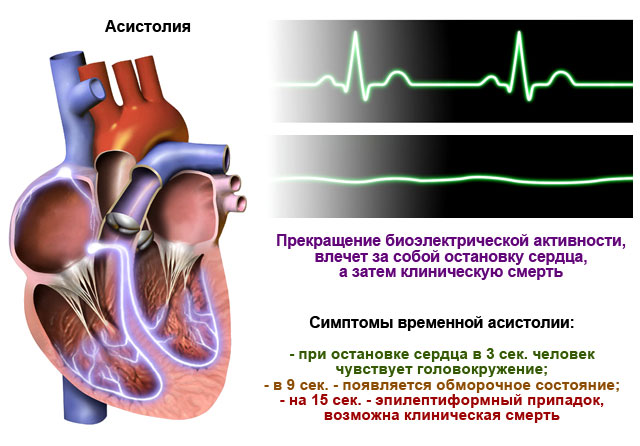 Асистолия
Прекращение биоэлектрической активности,
влечет за собой остановку сердца,
а затем клиническую смерть
Симптомы временной асистолии:
- при остановке сердца в 3 сек. человек
чувствует головокружение;
- в 9 сек. - появляется обморочное состояние;
- на 15 сек. - эпилептиформный припадок,
возможна клиническая смерть